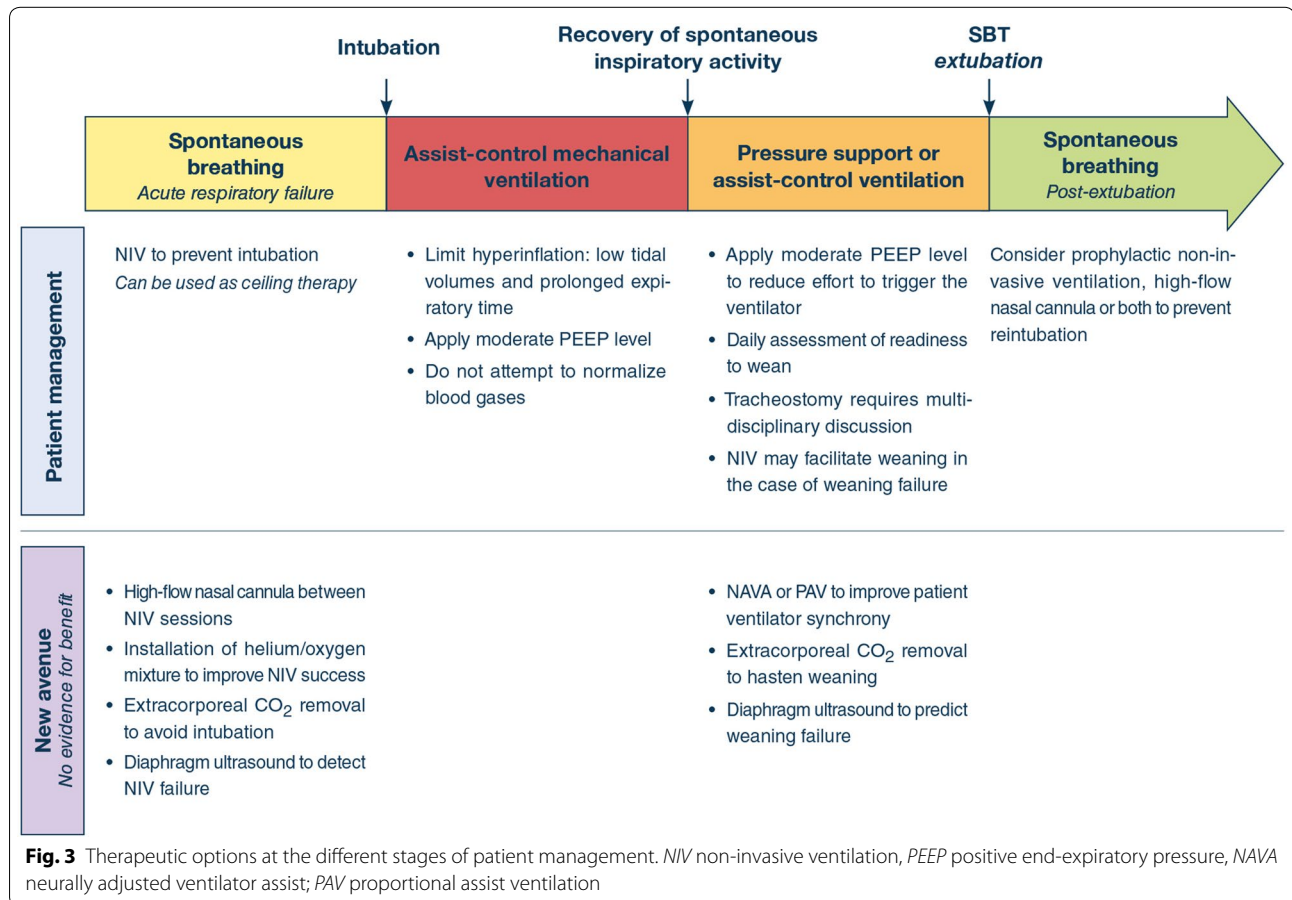 Intubation
Recovery of spontaneous
inspiratory activity
SBT
extubation
Spontaneous
breathing
Acute respiratory failure
Assist-control mechanical
ventilation
Pressure support or
assist-control ventilation
Spontaneous
breathing
Post-extubation
Patient management
NIV to prevent intubation
Can be used as ceiling therapy
• Limit hyperinflation: low tidal
volumes and prolonged expi-
ratory time
• Apply moderate PEEP level
• Do not attempt to normalize
blood gases
• Apply moderate PEEP level
to reduce effort to trigger the
ventilator
• Daily assessment of readiness
to wean
• Tracheostomy requires multi-
disciplinary discussion
• NIV may facilitate weaning in
the case of weaning failure
Consider prophylactic non-in-
vasive ventilation, high-flow
nasal cannula or both to prevent
reintubation
New avenue
No evidence for benefit
• High-flow nasal cannula between
NIV sessions
• Installation of helium/oxygen
mixture to improve NIV success
• Extracorporeal CO2 removal
to avoid intubation
• Diaphragm ultrasound to detect
NIV failure
• NAVA or PAV to improve patient
ventilator synchrony
• Extracorporeal CO2 removal
to hasten weaning
• Diaphragm ultrasound to predict
weaning failure
Fig. 3 Therapeutic options at the different stages of patient management. NIV non-invasive ventilation, PEEP positive end-expiratory pressure, NAVA
neurally adjusted ventilator assist; PAV proportional assist ventilation